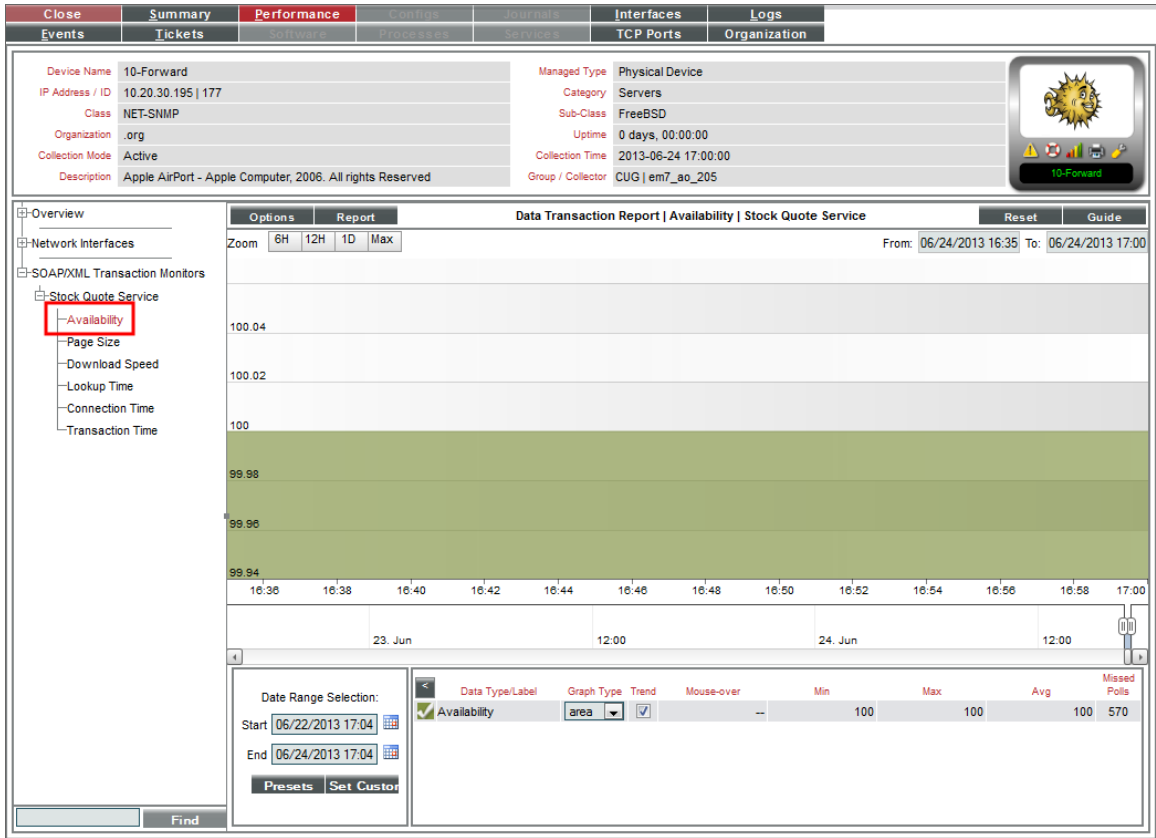 Close Summary Performance Configs Journals Interfaces Logs
Events Tickets Software Processes Services TCP Ports Organization
Device Name 10-Forward Managed Type Physical Device
IP Address / ID 10.20.30.195 | 177 Category Servers
Class NET-SNMP Sub-Class FreeBSD
Organization .org Uptime 0 days, 00:00:00
Collection Mode Active Collection Time 2013-06-24 17:00:00
Description Apple AirPort - Apple Computer, 2006. All rights Reserved Group / Collector CUG | em7_ao_205
10-Forward
Overview
Network Interfaces
SOAP/XML Transaction Monitors
Stock Quote Service
Availability
Page Size
Download Speed
Lookup Time
Connection Time
Transaction Time
Find
Options Report Data Transaction Report | Availability | Stock Quote Service Reset Guide
Zoom 6H 12H 1D Max From: 06/24/2013 16:35 To: 06/24/2013 17:00
100.04
100.02
100
99.98
99.96
99.94
16:36 16:38 16:40 16:42 16:44 16:46 16:48 16:50 16:52 16:54 16:56 16:58 17:00
23. Jun 12:00 24. Jun 12:00
Date Range Selection:
Start 06/22/2013 17:04
End 06/24/2013 17:04
Presets Set Custor
< Data Type/Label Graph Type Trend Mouse-over Min Max Avg Missed Polls
Availability area -- 100 100 100 570